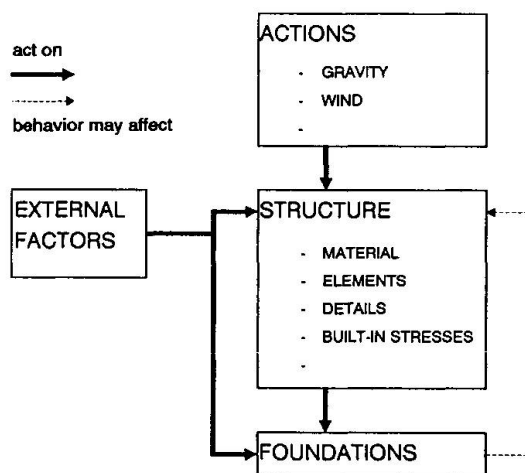 act on
behavior may affect
ACTIONS
- GRAVITY
- WIND
-
EXTERNAL
FACTORS
STRUCTURE
- MATERIAL
- ELEMENTS
- DETAILS
- BUILT-IN STRESSES
-
FOUNDATIONS